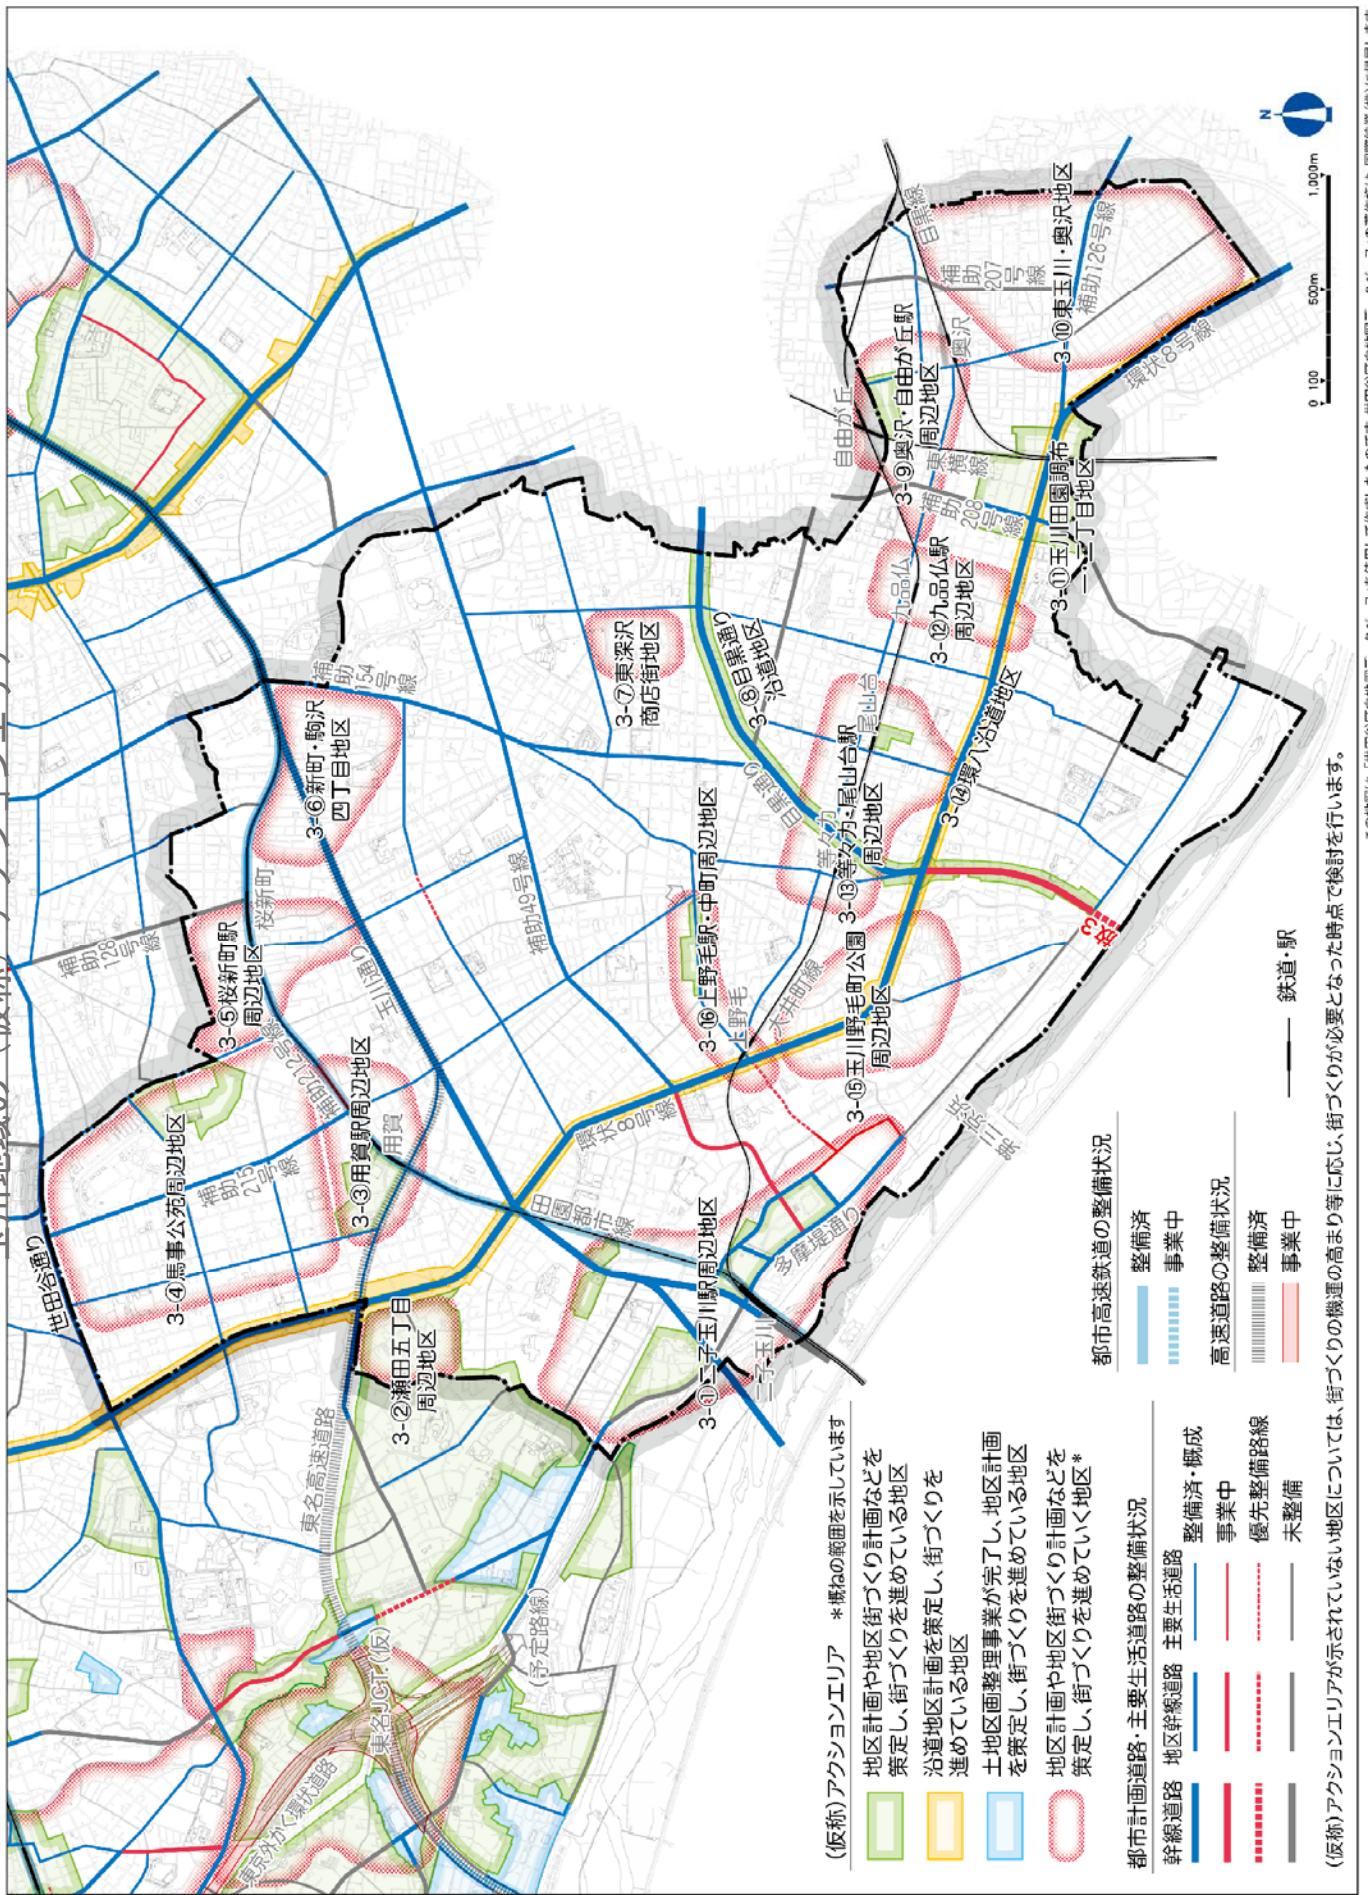 世田谷通り
3-④馬事公苑周辺地区
補助
215
号線
3-⑤桜新町駅
周辺地区
補助
128
号線
桜新町
補助212号線
3-③用賀駅周辺地区
用賀
玉川通り
3-⑥新町・駒沢
四丁目地区
補助
154
号線
東名高速道路
3-②瀬田五丁目
周辺地区
環状8号線
田園都市線
補助49号線
3-⑦東深沢
商店街地区
3-⑧目黒通り
沿道地区
目黒通り
3-⑯上野毛駅・中町周辺地区
上野毛
大井町線
3-①二子玉川駅周辺地区
二子玉川
多摩堤通り
3-⑮玉川野毛町公園
周辺地区
3-⑬等々力・尾山台駅
周辺地区
等々力
尾山台
3-⑭環八沿道地区
3-⑫九品仏駅
周辺地区
九品仏
3-⑨奥沢・自由が丘駅
周辺地区
自由が丘
奥沢
東横線
補助
208
号線
目黒線
補助
207
号線
3-⑩東玉川・奥沢地区
補助126号線
環状8号線
3-⑪玉川田園調布
一、二丁目地区
放3
第三京浜
東名JCT(仮)
東京外かく環状道路
(予定路線)
N
0 100 500m 1,000m
(仮称)アクションエリア *概ねの範囲を示しています
地区計画や地区街づくり計画などを
策定し、街づくりを進めている地区
沿道地区計画を策定し、街づくりを
進めている地区
土地区画整理事業が完了し、地区計画
を策定し、街づくりを進めている地区
地区計画や地区街づくり計画などを
策定し、街づくりを進めていく地区*
都市計画道路・主要生活道路の整備状況
幹線道路 地区幹線道路 主要生活道路
整備済・概成
事業中
優先整備路線
未整備
都市高速鉄道の整備状況
整備済
事業中
高速道路の整備状況
整備済
事業中
鉄道・駅
(仮称)アクションエリアが示されていない地区については、街づくりの機運の高まり等に応じ、街づくりが必要となった時点で検討を行います。